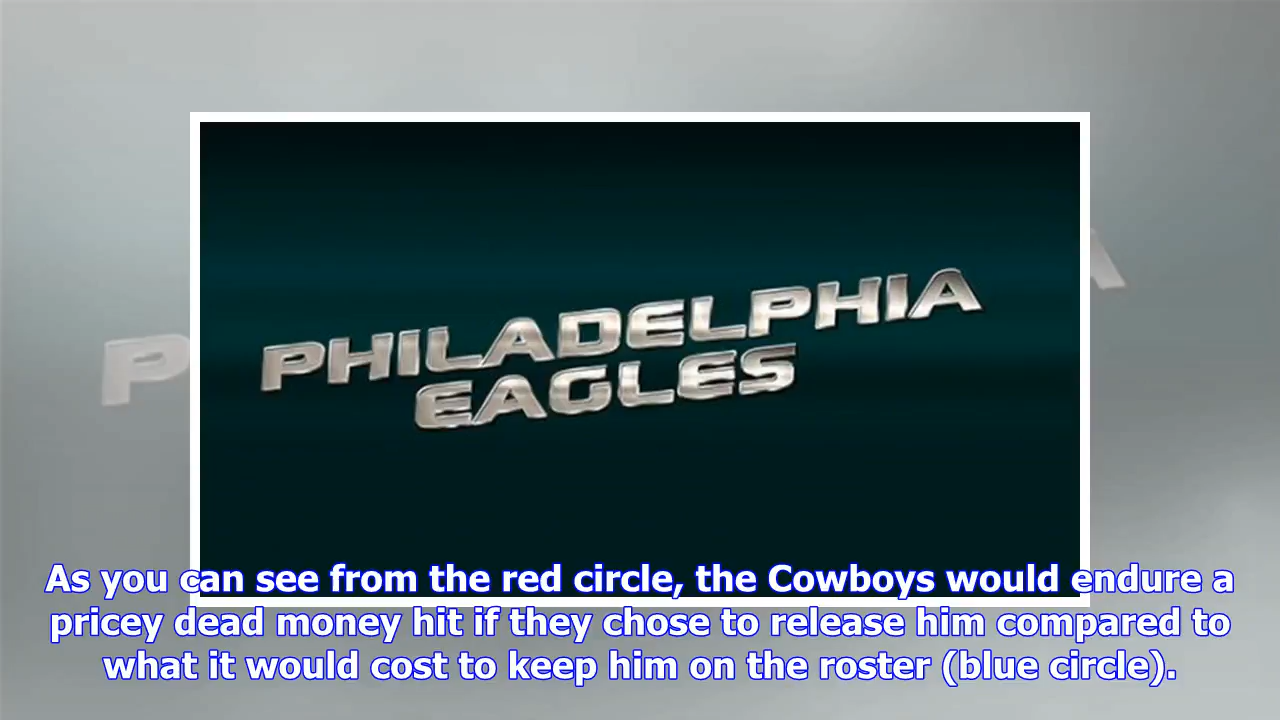 PHILADELPHIA
EAGLES
As you can see from the red circle, the Cowboys would endure a
pricey dead money hit if they chose to release him compared to
what it would cost to keep him on the roster (blue circle).